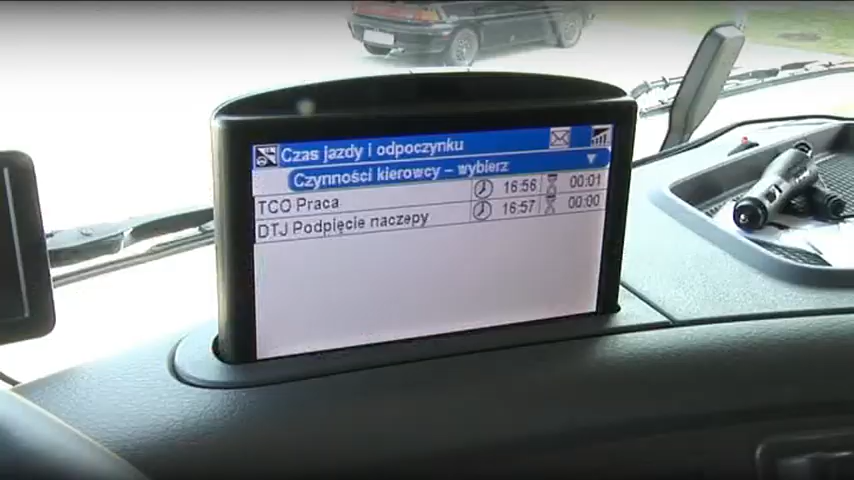 Czas jazdy i odpoczynku
Czynności kierowcy – wybierz
TCO Praca 16:56 00:01
DTJ Podpięcie naczepy 16:57 00:00